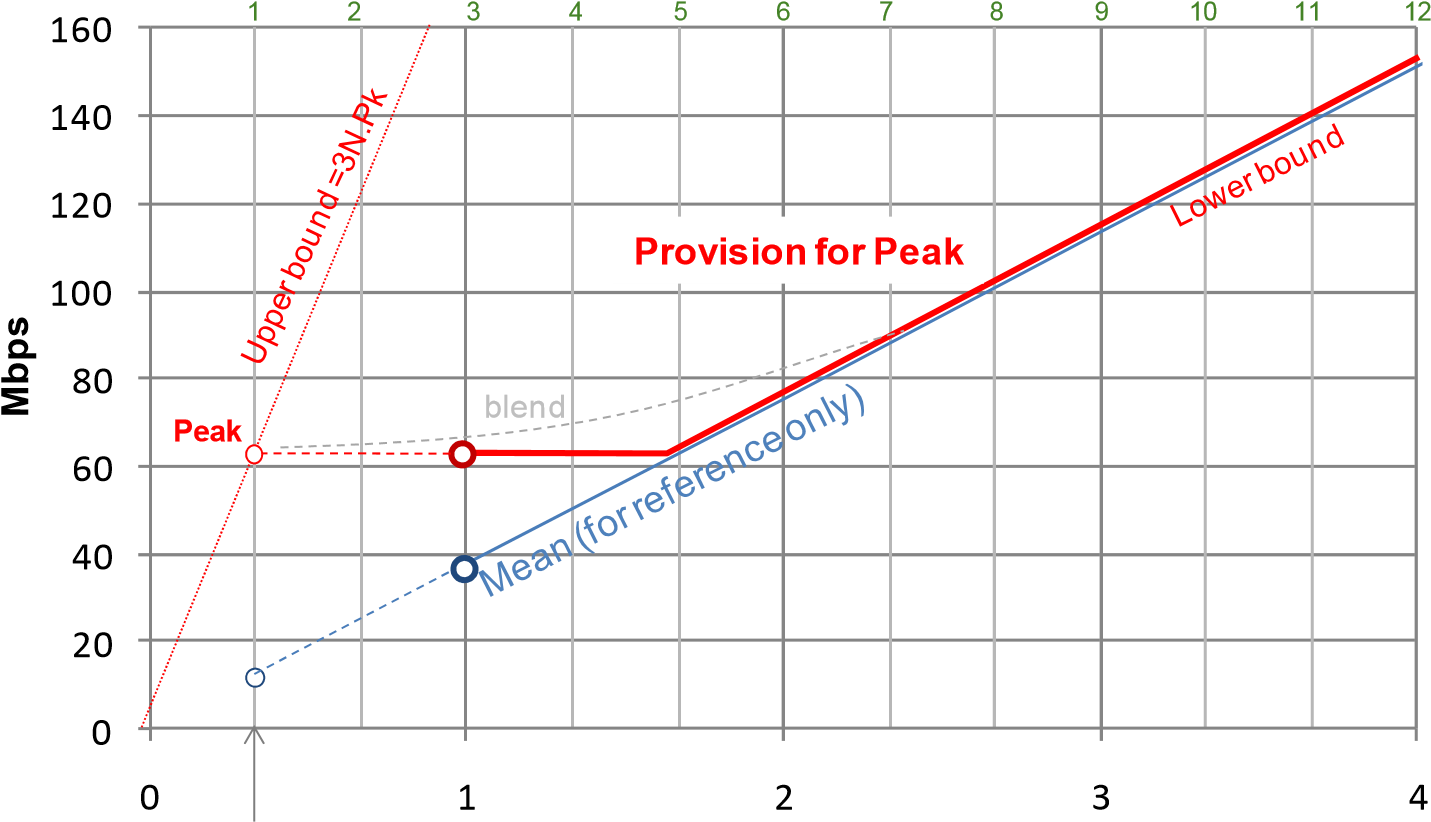 1 2 3 4 5 6 7 8 9 10 11 12
160
140
120
100
80
60
40
20
0
Mbps
Upper bound =3N.Pk
Lower bound
Provision for Peak
blend
Peak
Mean (for reference only)
0 1 2 3 4